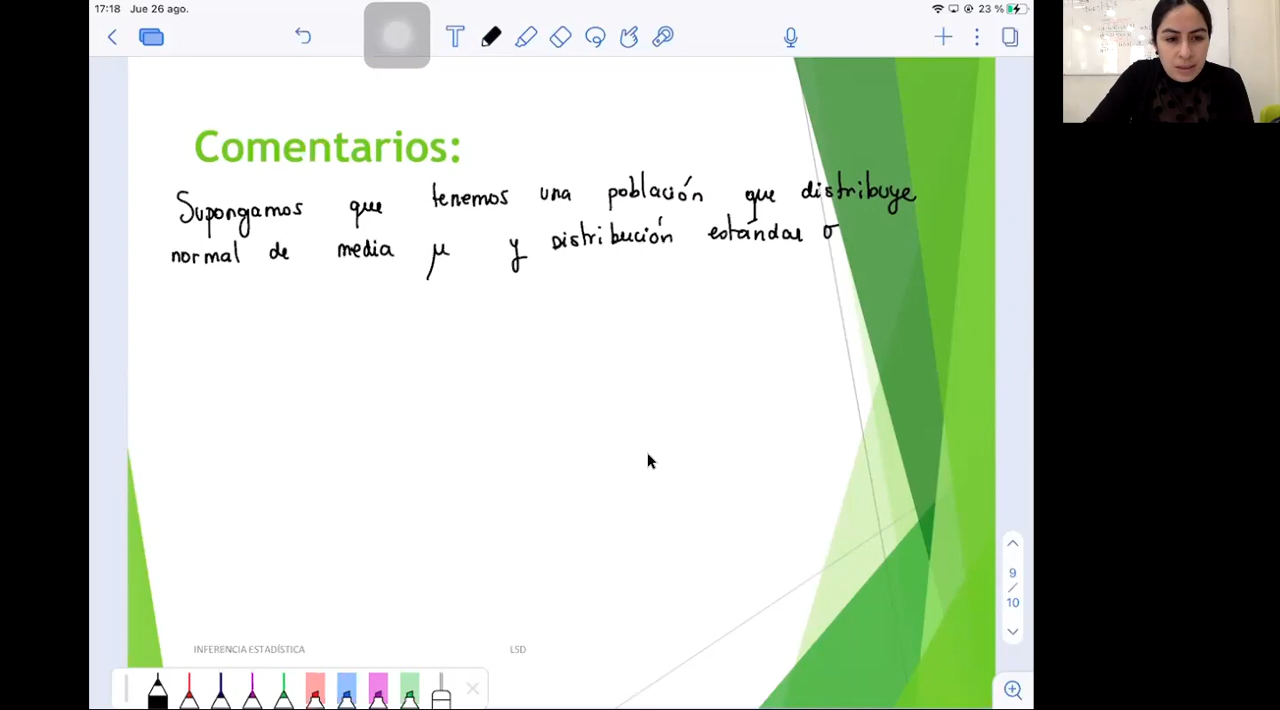 17:18 Jue 26 ago.
23 %
Comentarios:
Supongamos que tenemos una población que distribuye
normal de media μ y distribución estándar σ
9
/
10
INFERENCIA ESTADÍSTICA LSD